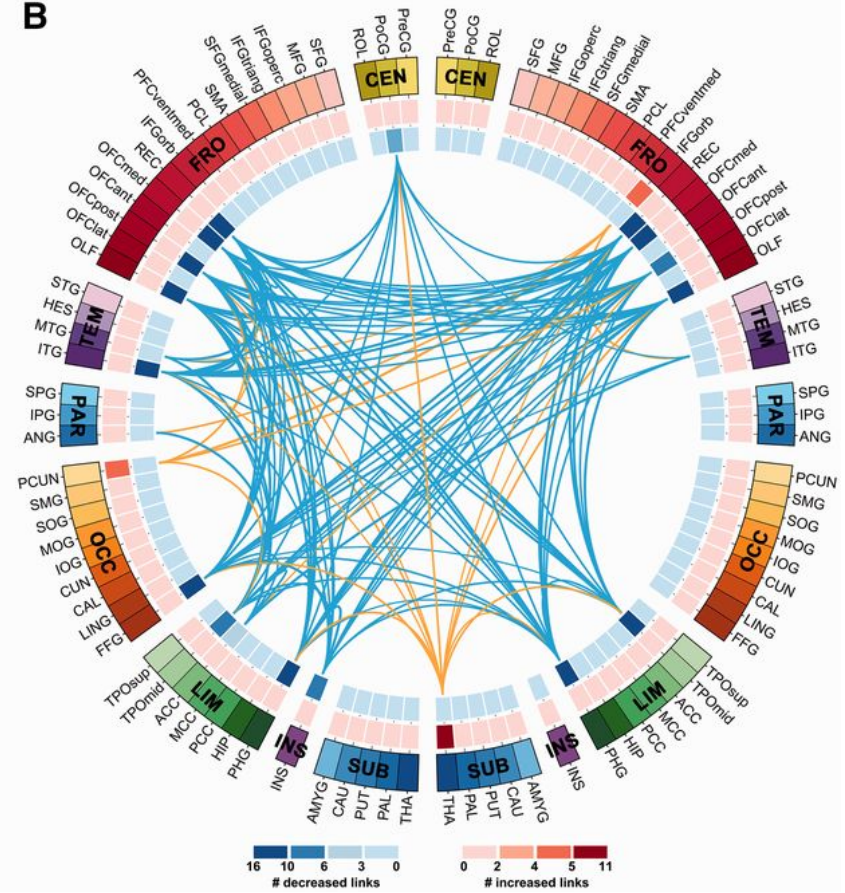 B
ROL
PoCG
PreCG
CEN
PreCG
PoCG
ROL
CEN
SFG
MFG
IFGoperc
IFGtriang
SFGmedial
SMA
PCL
PFCventmed
IFGorb
REC
OFCmed
OFCant
OFCpost
OFClat
OLF
FRO
SFG
MFG
IFGoperc
IFGtriang
SFGmedial
SMA
PCL
PFCventmed
IFGorb
REC
OFCmed
OFCant
OFCpost
OFClat
OLF
FRO
STG
HES
MTG
ITG
TEM
STG
HES
MTG
ITG
TEM
SPG
IPG
ANG
PAR
SPG
IPG
ANG
PAR
PCUN
SMG
SOG
MOG
IOG
CUN
CAL
LING
FFG
OCC
PCUN
SMG
SOG
MOG
IOG
CUN
CAL
LING
FFG
OCC
TPOsup
TPOmid
ACC
MCC
PCC
HIP
PHG
LIM
TPOsup
TPOmid
ACC
MCC
PCC
HIP
PHG
LIM
INS
INS
INS
INS
SUB
AMYG
CAU
PUT
PAL
THA
SUB
THA
PAL
PUT
CAU
AMYG
16 10 6 3 0
# decreased links
0 2 4 5 11
# increased links